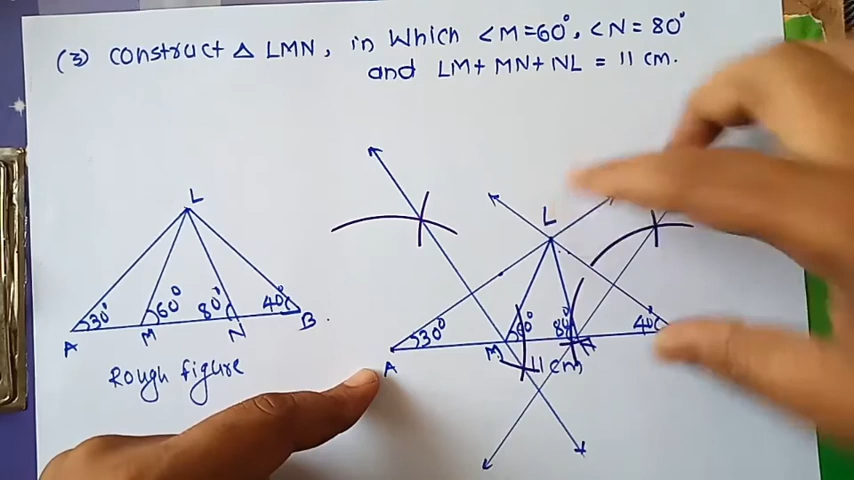 (3) Construct △ LMN, in Which ∠M=60°, ∠N=80°
and LM+MN+NL = 11 cm.
L
30° 60° 80° 40°
A M N B
Rough figure
L
30° 60° 80° 40°
A M N
11 cm